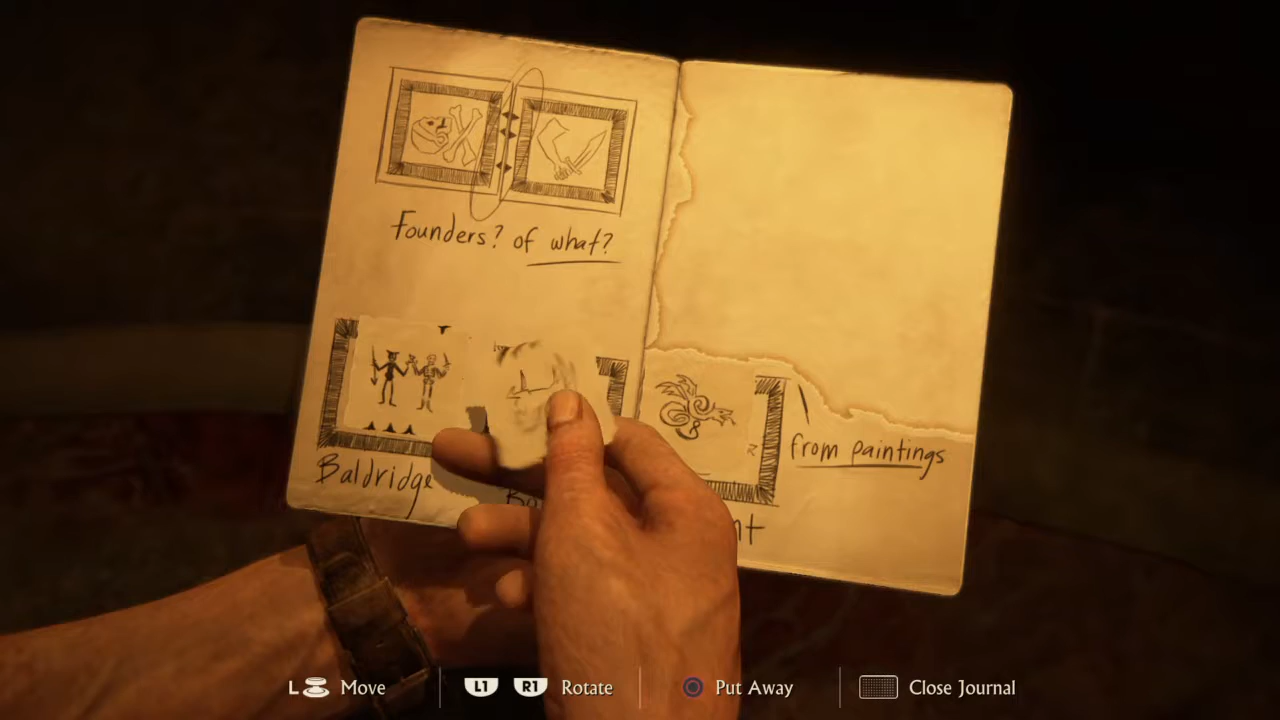 Founders? of what?
from paintings
Baldridge
L Move L1 R1 Rotate Put Away Close Journal